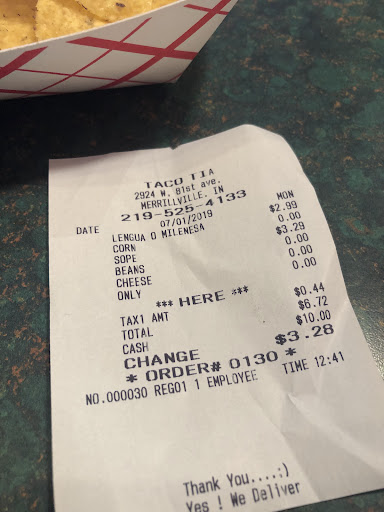 TACO TIA
2924 W. 81st ave.
MERRILLVILLE. IN
219-525-4133
DATE 07/01/2019 MON
LENGUA O MILENESA $2.99
CORN 0.00
SOPE $3.29
BEANS 0.00
CHEESE 0.00
ONLY 0.00
*** HERE ***
TAX1 AMT $0.44
TOTAL $6.72
CASH $10.00
CHANGE $3.28
* ORDER# 0130 *
NO.000030 REG01 1 EMPLOYEE TIME 12:41
Thank You....;)
Yes ! We Deliver